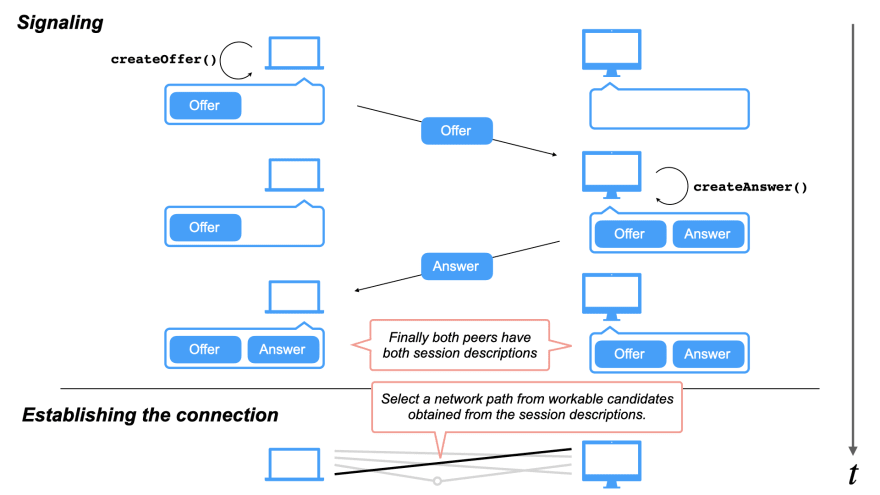 Signaling
createOffer()
Offer
Offer
createAnswer()
Offer
Offer
Answer
Answer
Offer
Answer
Finally both peers have
both session descriptions
Offer
Answer
Select a network path from workable candidates
obtained from the session descriptions.
Establishing the connection
t